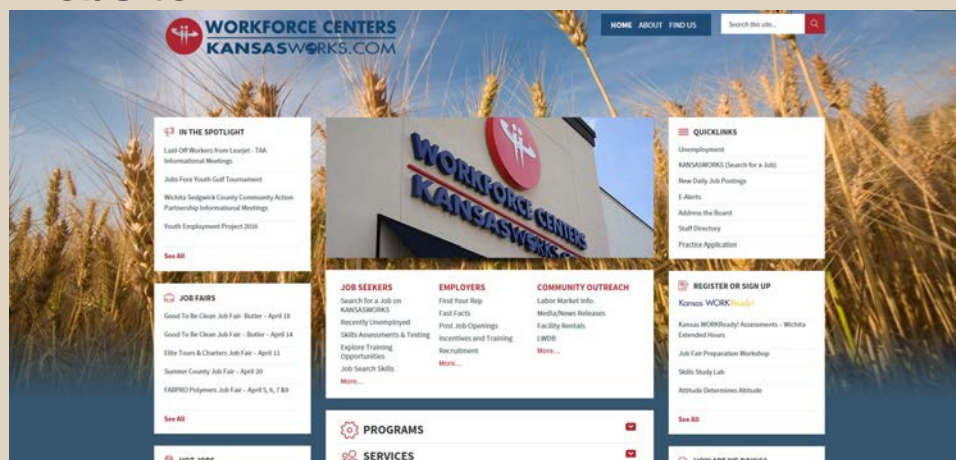 WORKFORCE CENTERS
KANSASWORKS.COM
HOME ABOUT FIND US
Search this site...
IN THE SPOTLIGHT
Laid-Off Workers from Learjet - TAA
Informational Meetings
Jobs Fore Youth Golf Tournament
Wichita Sedgwick County Community Action
Partnership Informational Meetings
Youth Employment Project 2016
See All
JOB FAIRS
Good To Be Clean Job Fair- Butler - April 18
Good To Be Clean Job Fair - Butler - April 14
Elite Tours & Charters Job Fair - April 11
Sumner County Job Fair - April 20
FABPRO Polymers Job Fair - April 5, 6, 7 &8
See All
HOT JOBS
WORKFORCE CENTERS
KANSASWORKS.CO
JOB SEEKERS
Search for a Job on
KANSASWORKS
Recently Unemployed
Skills Assessments & Testing
Explore Training
Opportunities
Job Search Skills
More...
EMPLOYERS
Find Your Rep
Fast Facts
Post Job Openings
Incentives and Training
Recruitment
More...
COMMUNITY OUTREACH
Labor Market Info.
Media/News Releases
Facility Rentals
LWDB
More...
PROGRAMS
SERVICES
QUICKLINKS
Unemployment
KANSASWORKS (Search for a Job)
New Daily Job Postings
E-Alerts
Address the Board
Staff Directory
Practice Application
REGISTER OR SIGN UP
Kansas WORKReady!
Kansas WORKReady! Assessments - Wichita
Extended Hours
Job Fair Preparation Workshop
Skills Study Lab
Attitude Determines Altitude
See All
HOW ARE WE DOING?